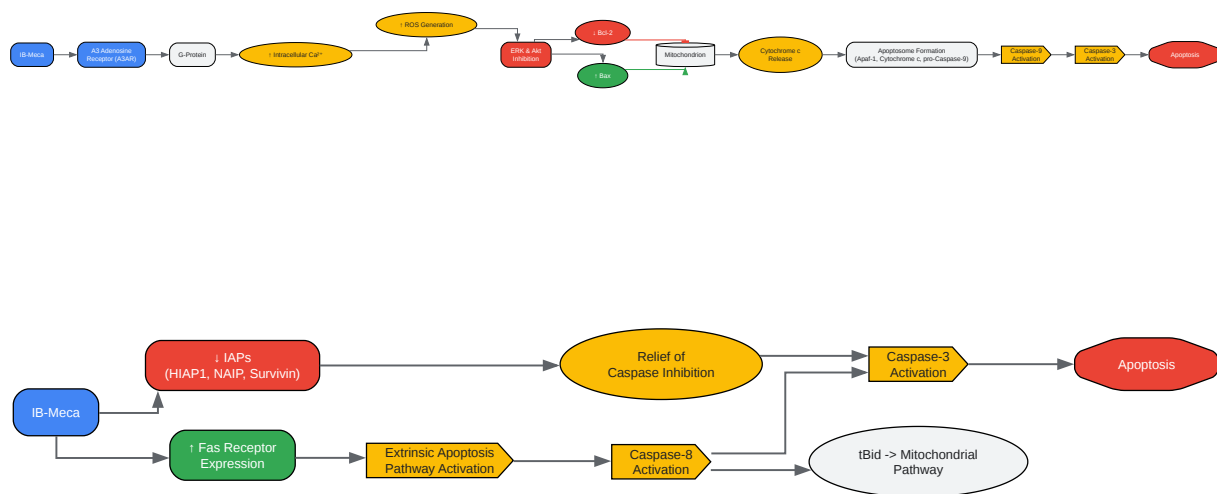 IB-Meca
A3 Adenosine
Receptor (A3AR)
G-Protein
↑ Intracellular Ca²⁺
↑ ROS Generation
ERK & Akt
Inhibition
↓ Bcl-2
↑ Bax
Mitochondrion
Cytochrome c
Release
Apoptosome Formation
(Apaf-1, Cytochrome c, pro-Caspase-9)
Caspase-9
Activation
Caspase-3
Activation
Apoptosis
IB-Meca
↓ IAPs
(HIAP1, NAIP, Survivin)
Relief of
Caspase Inhibition
Caspase-3
Activation
Apoptosis
↑ Fas Receptor
Expression
Extrinsic Apoptosis
Pathway Activation
Caspase-8
Activation
tBid -> Mitochondrial
Pathway